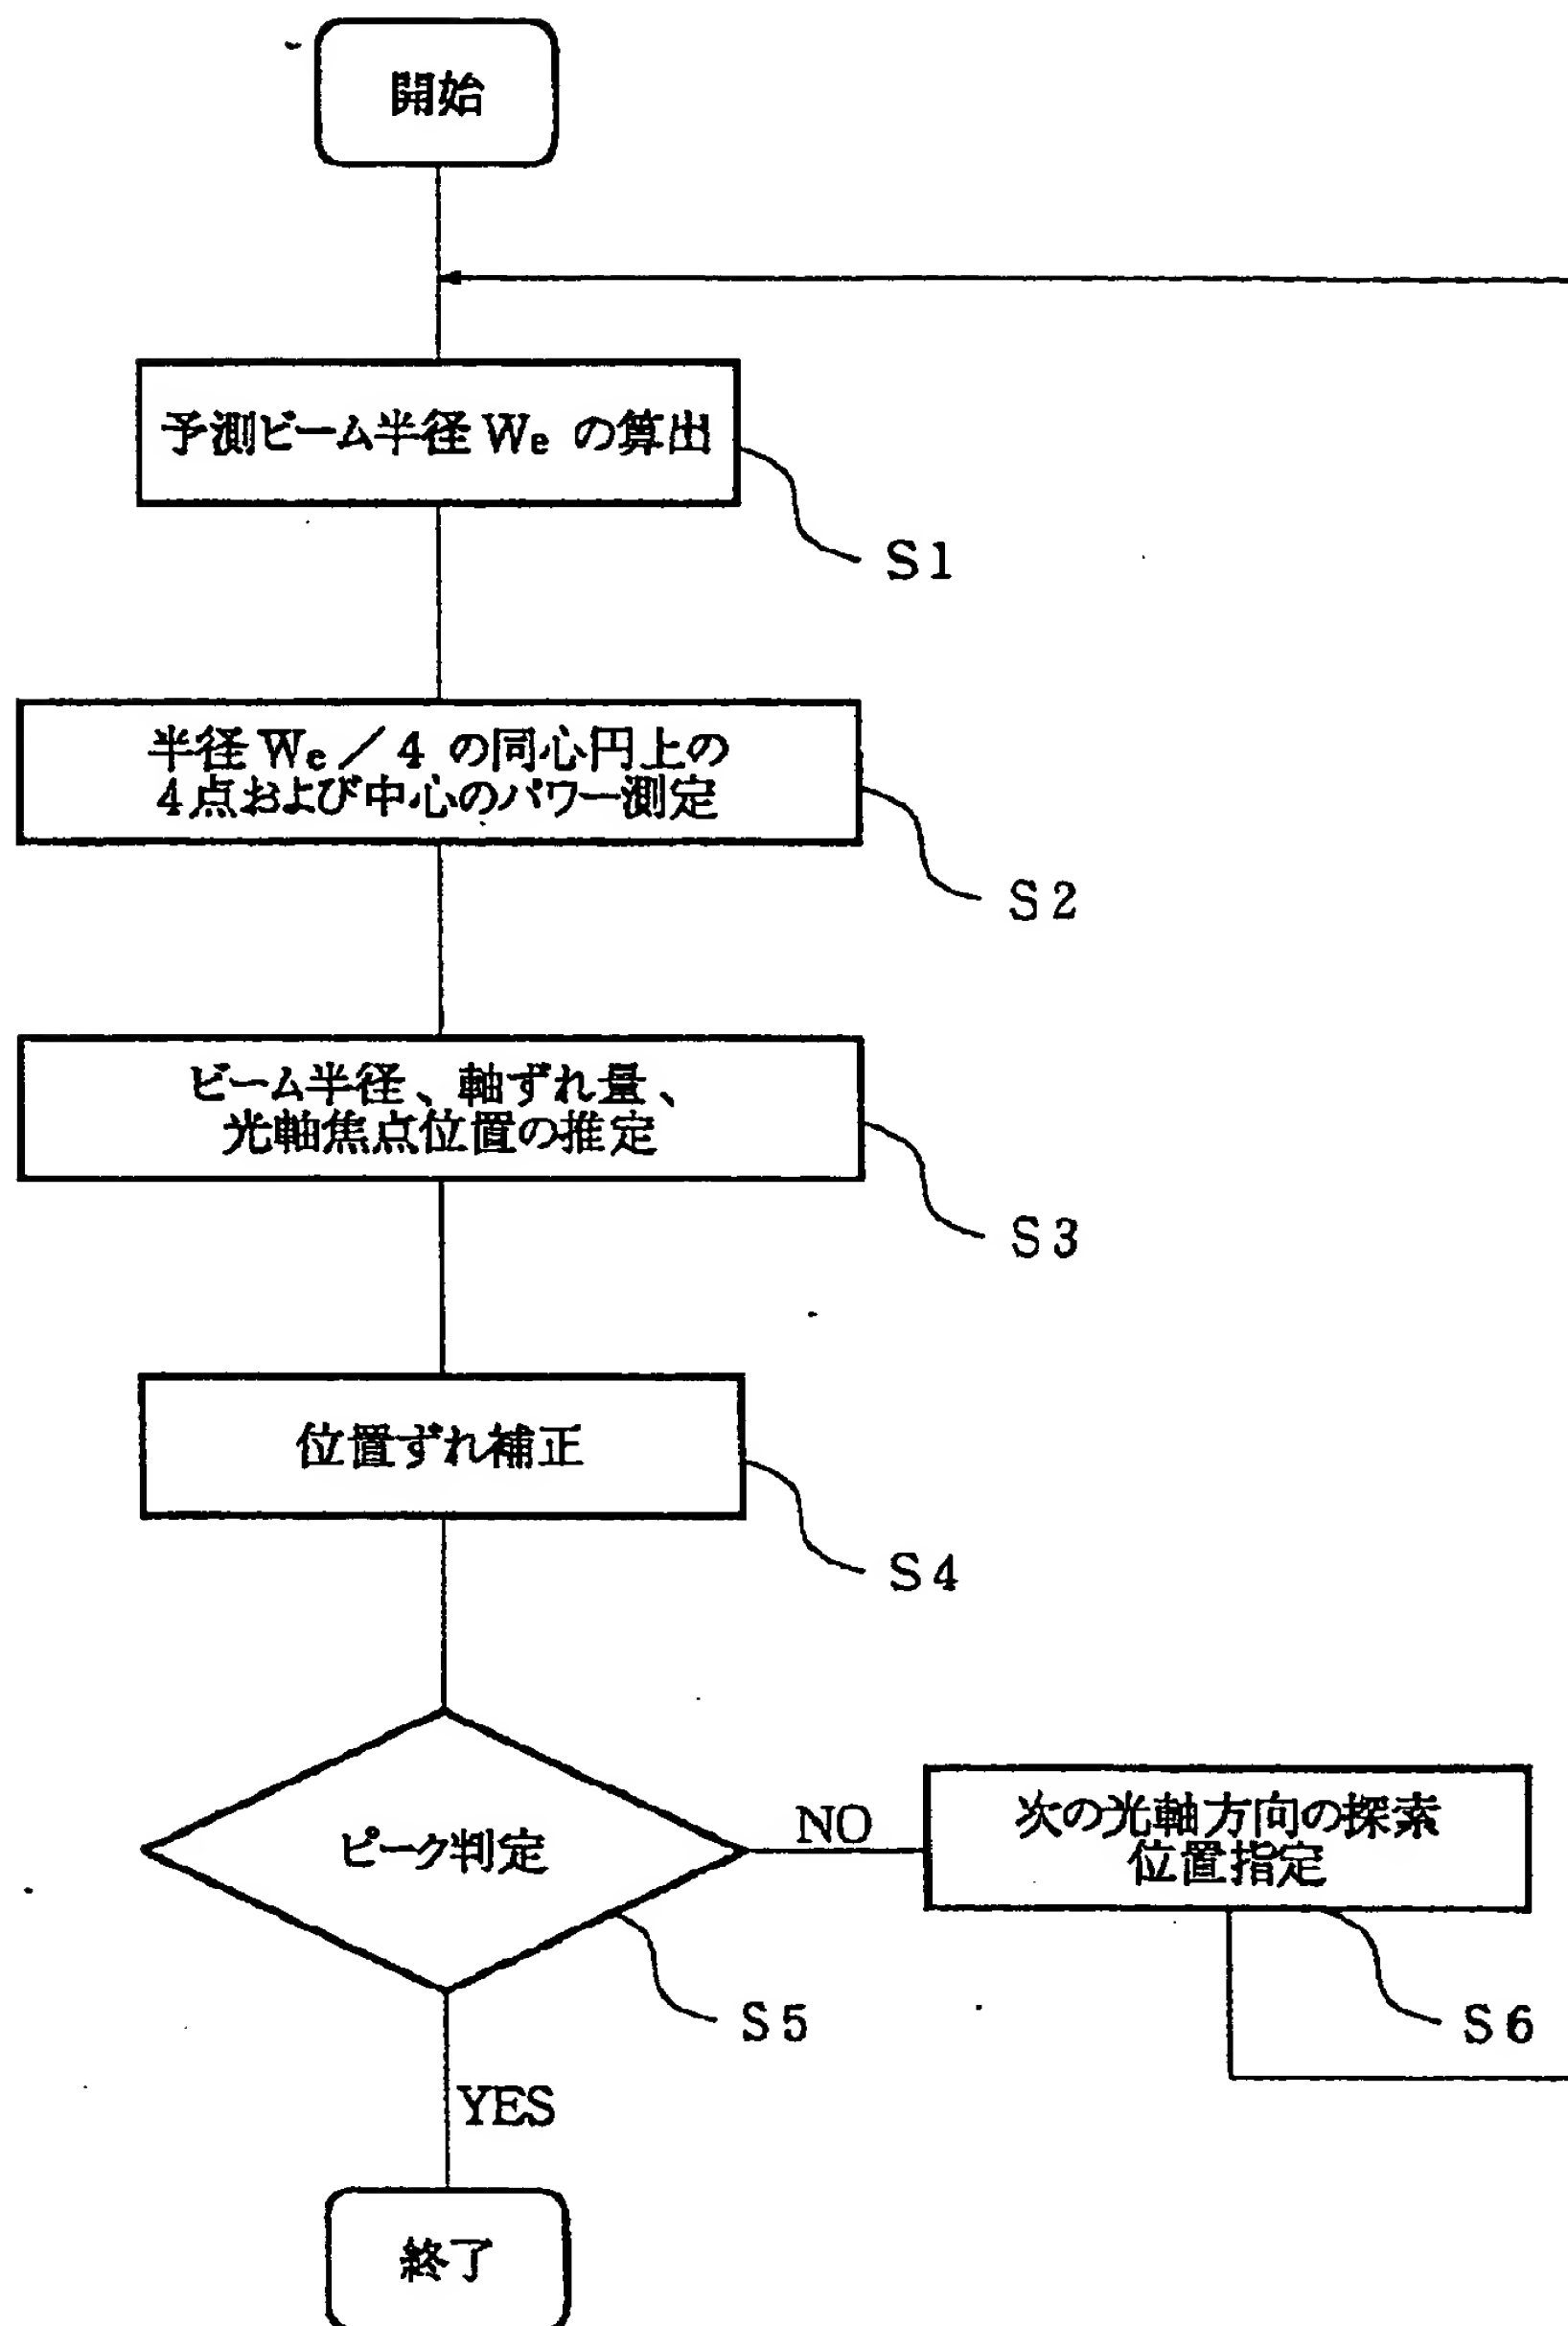 開始
予測ビーム半径 We の算出
S1
半径 We／4 の同心円上の
4点および中心のパワー測定
S2
ビーム半径、軸ずれ量、
光軸焦点位置の推定
S3
位置ずれ補正
S4
ピーク判定
NO
次の光軸方向の探索
位置指定
S5
S6
YES
終了